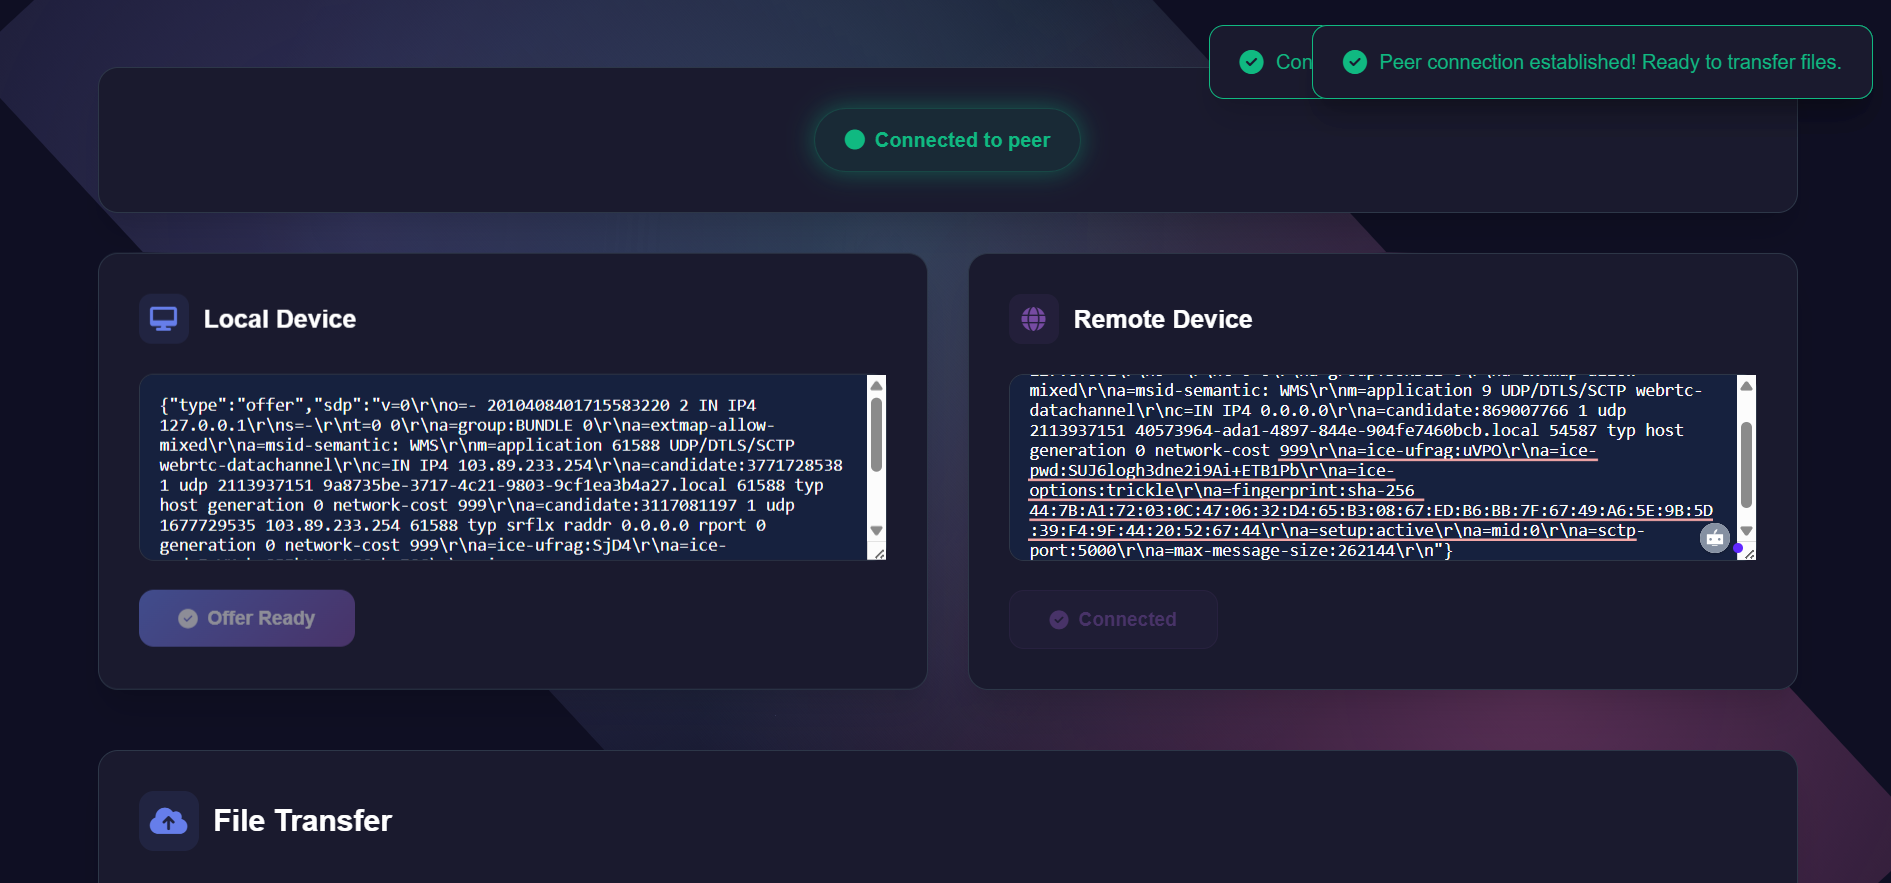 Con
Peer connection established! Ready to transfer files.
Connected to peer
Local Device
{"type":"offer","sdp":"v=0\r\no=- 2010408401715583220 2 IN IP4
127.0.0.1\r\ns=-\r\nt=0 0\r\na=group:BUNDLE 0\r\na=extmap-allow-
mixed\r\na=msid-semantic: WMS\r\nm=application 61588 UDP/DTLS/SCTP
webrtc-datachannel\r\nc=IN IP4 103.89.233.254\r\na=candidate:3771728538
1 udp 2113937151 9a8735be-3717-4c21-9803-9cf1ea3b4a27.local 61588 typ
host generation 0 network-cost 999\r\na=candidate:3117081197 1 udp
1677729535 103.89.233.254 61588 typ srflx raddr 0.0.0.0 rport 0
generation 0 network-cost 999\r\na=ice-ufrag:SjD4\r\na=ice-
Offer Ready
Remote Device
mixed\r\na=msid-semantic: WMS\r\nm=application 9 UDP/DTLS/SCTP webrtc-
datachannel\r\nc=IN IP4 0.0.0.0\r\na=candidate:869007766 1 udp
2113937151 40573964-ada1-4897-844e-904fe7460bcb.local 54587 typ host
generation 0 network-cost 999\r\na=ice-ufrag:uVPO\r\na=ice-
pwd:SUJ6logh3dne2i9Ai+ETB1Pb\r\na=ice-
options:trickle\r\na=fingerprint:sha-256
44:7B:A1:72:03:0C:47:06:32:D4:65:B3:08:67:ED:B6:BB:7F:67:49:A6:5E:9B:5D
:39:F4:9F:44:20:52:67:44\r\na=setup:active\r\na=mid:0\r\na=sctp-
port:5000\r\na=max-message-size:262144\r\n"}
Connected
File Transfer